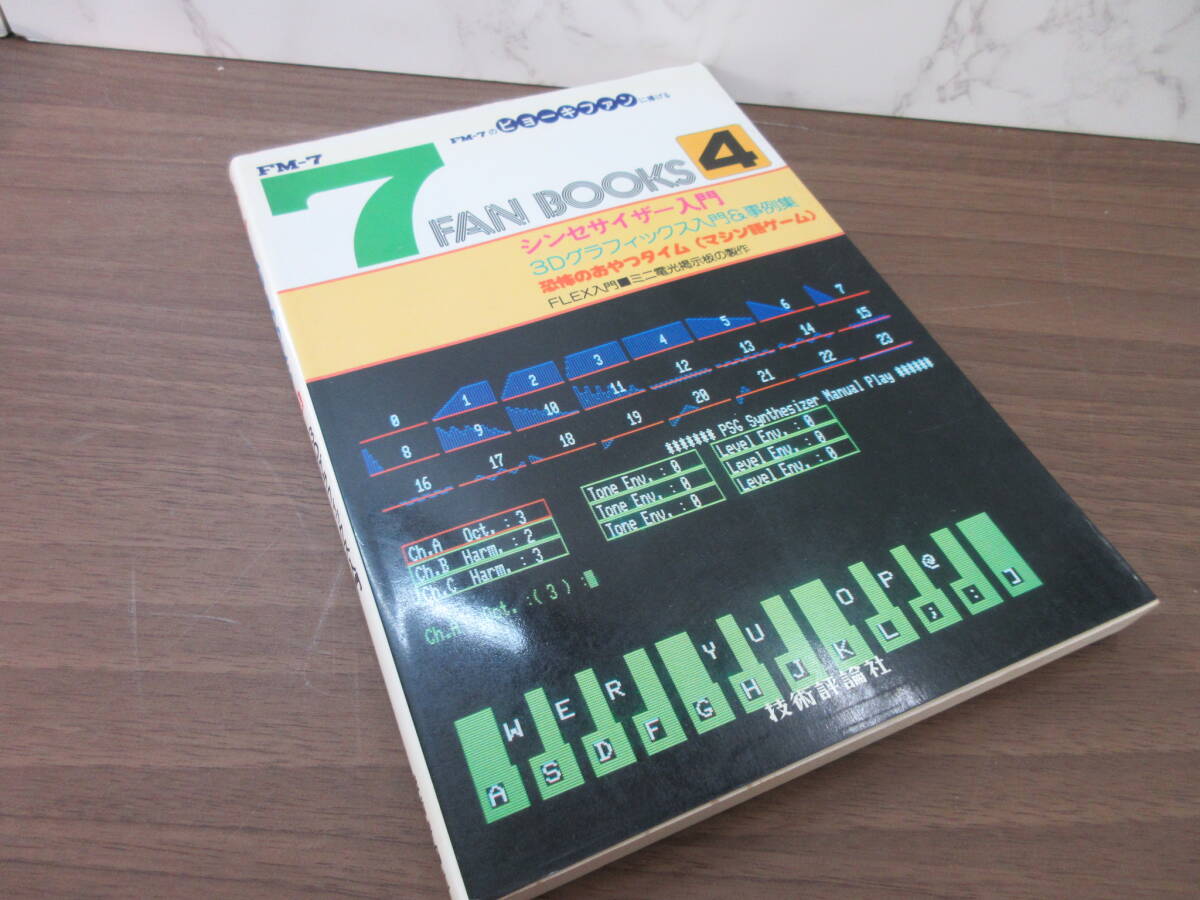 FM-7のビョーキファンに捧げる
FM-7
7
FAN BOOKS
4
シンセサイザー入門
3Dグラフィックス入門&事例集
恐怖のおやつタイム(マシン語ゲーム)
FLEX入門■ミニ電光掲示板の製作
0 1 2 3 4 5 6 7
8 9 10 11 12 13 14 15
16 17 18 19 20 21 22 23
####### PSG Synthesizer Manual Play ######
Ch.A Oct. : 3
Ch.B Harm. : 2
Ch.C Harm. : 3
Tone Env. : 0
Tone Env. : 0
Tone Env. : 0
Level Env. : 0
Level Env. : 0
Level Env. : 0
Ch.A Oct. :( 3 ) :
W E R Y U O P @
A S D F G H J K L ; : ]
技術評論社